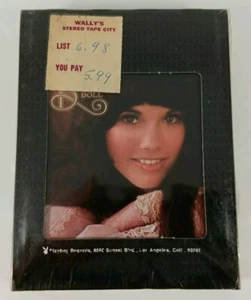 WALLY'S
STEREO TAPE CITY
LIST 6.98
YOU PAY 5.99
DOLL
Playboy Records, 8560 Sunset Blvd., Los Angeles, Calif. 90069